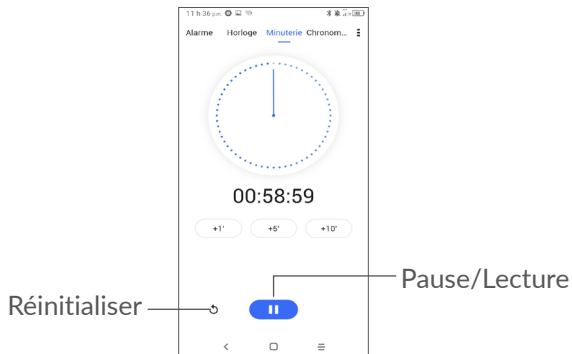 11 h 36 p.m.
Alarme Horloge Minuterie Chronom...
00:58:59
+1' +5' +10'
Pause/Lecture
Réinitialiser